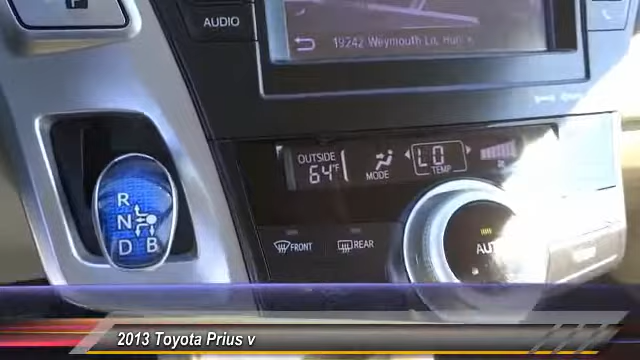 P
AUDIO
19242 Weymouth Ln, Hun
OUTSIDE
64°F
MODE
LO
TEMP
R
N
D B
FRONT
REAR
AUTO
2013 Toyota Prius v